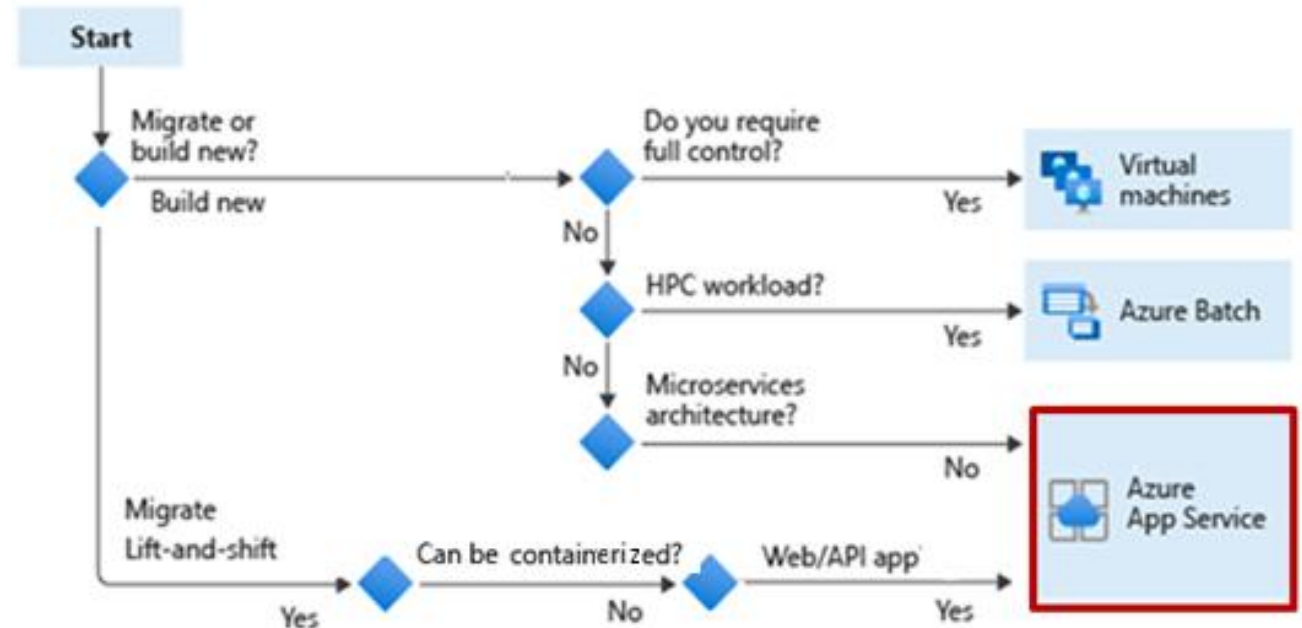 Start
Migrate or
build new?
Build new
Do you require
full control?
Yes
Virtual
machines
No
HPC workload?
Yes
Azure Batch
No
Microservices
architecture?
No
Azure
App Service
Migrate
Lift-and-shift
Yes
Can be containerized?
No
Web/API app
Yes